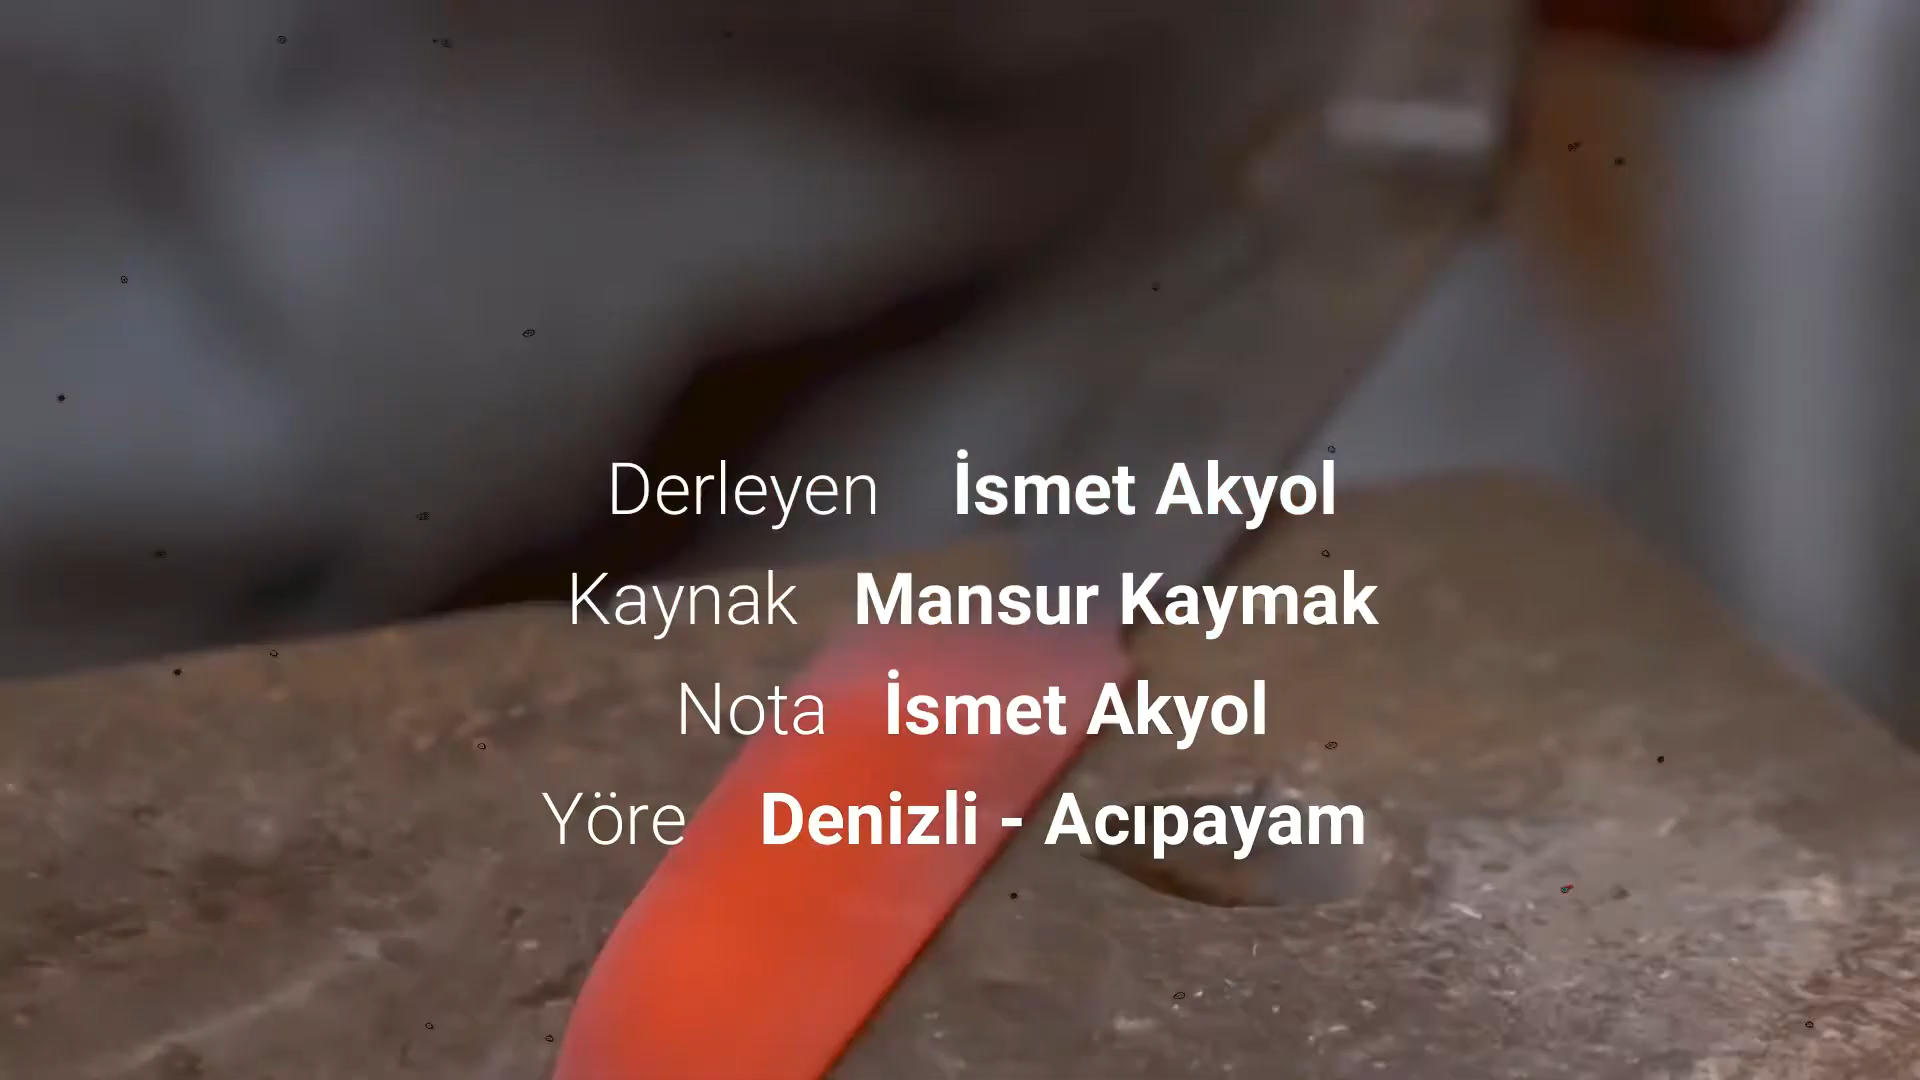 Derleyen İsmet Akyol
Kaynak Mansur Kaymak
Nota İsmet Akyol
Yöre Denizli - Acıpayam